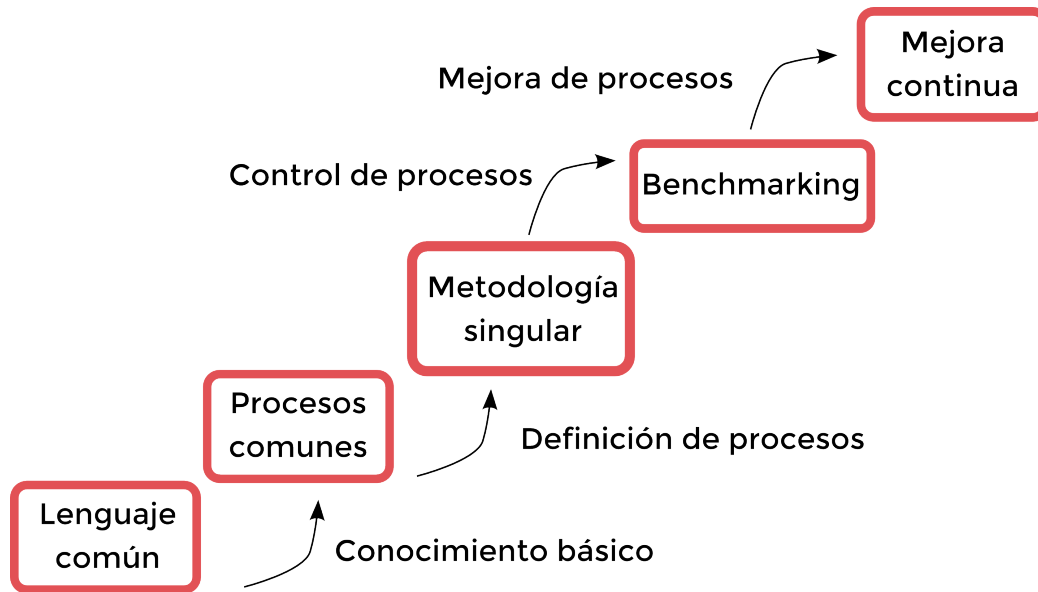 Mejora
continua
Mejora de procesos
Control de procesos
Benchmarking
Metodología
singular
Procesos
comunes
Definición de procesos
Lenguaje
común
Conocimiento básico